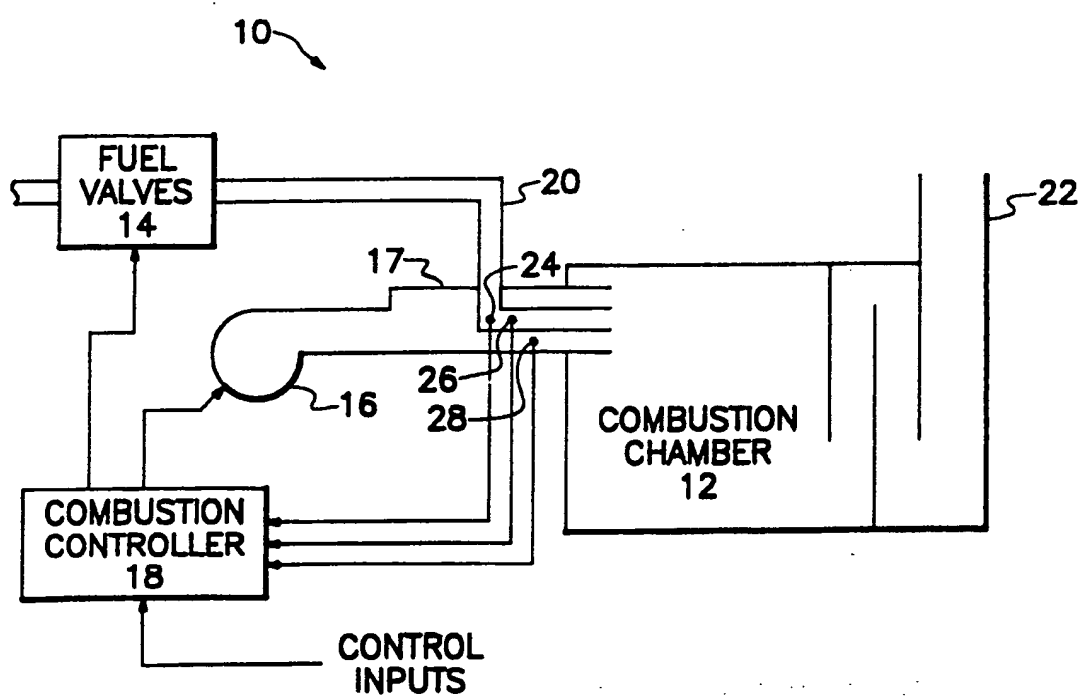 10
FUEL
VALVES
14
20
22
17
24
26
28
16
COMBUSTION
CHAMBER
12
COMBUSTION
CONTROLLER
18
CONTROL
INPUTS